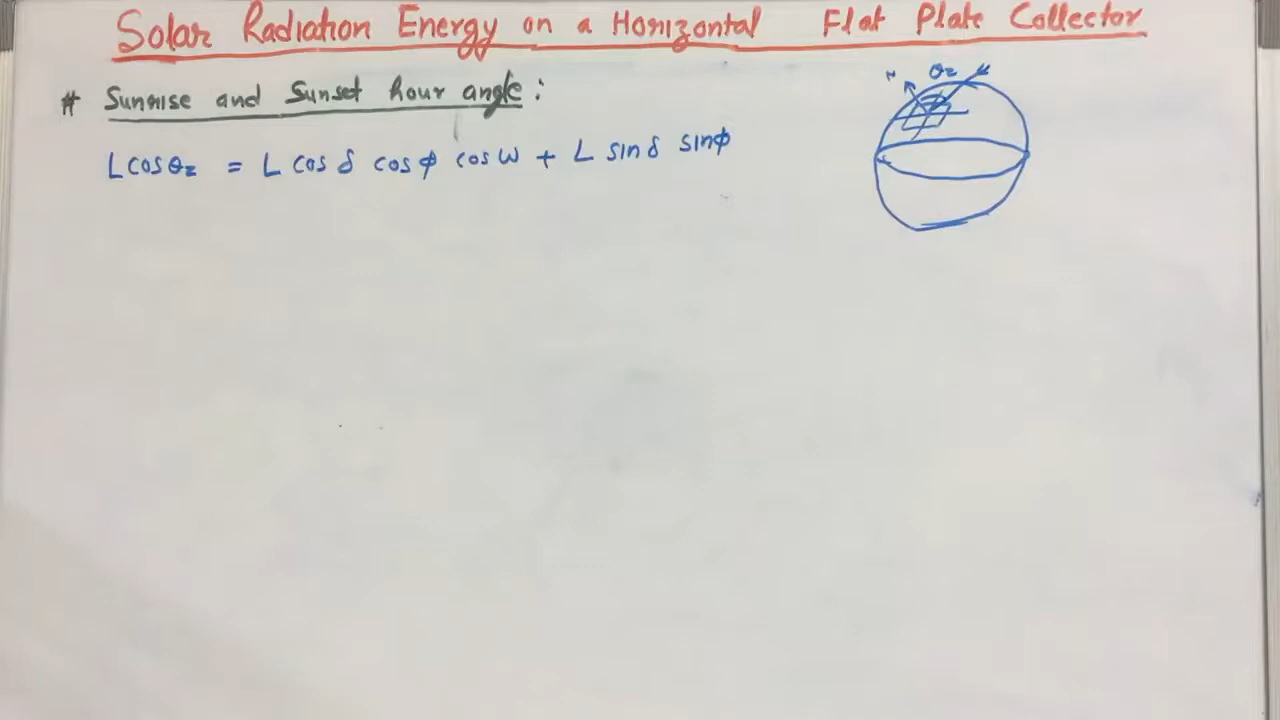 Solar Radiation Energy on a Horizontal Flat Plate Collector
# Sunrise and Sunset hour angle :
L cos θz = L cos δ cos φ cos ω + L sin δ sin φ
N θz